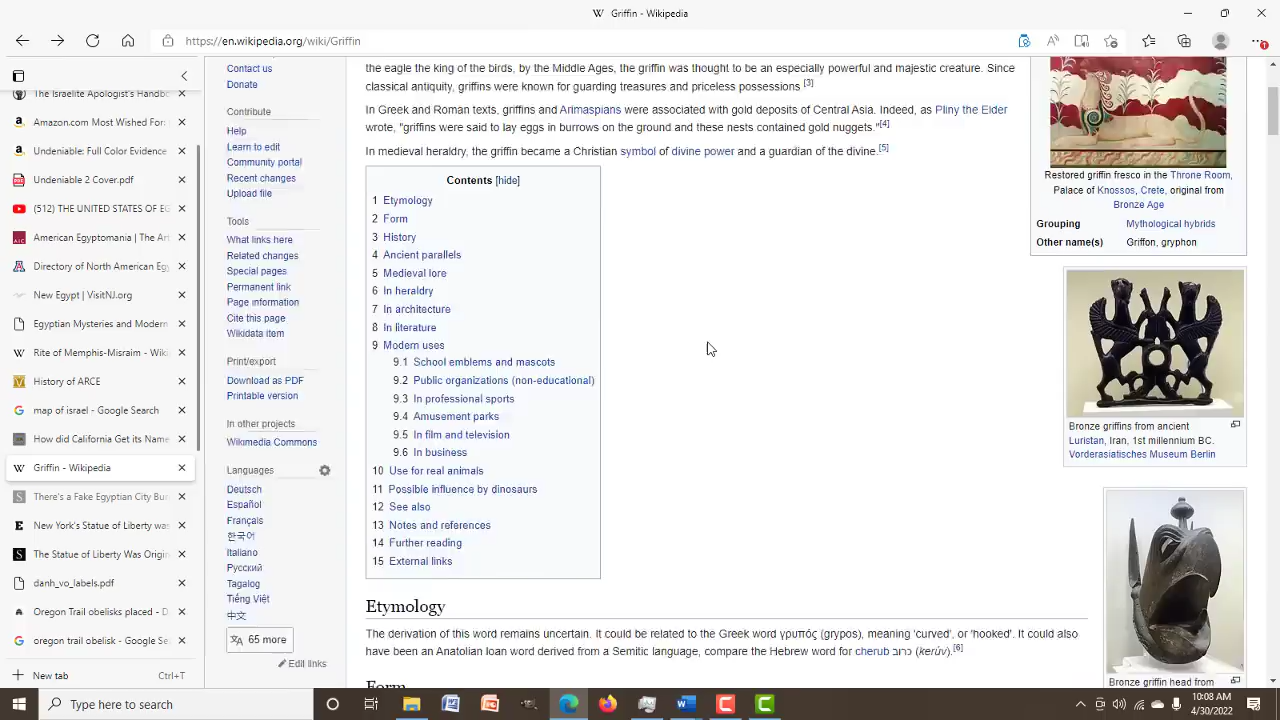 Griffin - Wikipedia
https://en.wikipedia.org/wiki/Griffin
1
The Israelite Apologist's Handbo
Amazon.com Most Wished For:
Undeniable: Full Color Evidence
Undeniable 2 Cover.pdf
(512) THE UNITED STATES OF EG
American Egyptomania | The Art
Directory of North American Eg
New Egypt | VisitNJ.org
Egyptian Mysteries and Modern
Rite of Memphis-Misraim - Wiki
History of ARCE
map of israel - Google Search
How did California Get its Name
Griffin - Wikipedia
There's a Fake Egyptian City Bu
New York's Statue of Liberty was
The Statue of Liberty Was Origin
danh_vo_labels.pdf
Oregon Trail obelisks placed - D
oregon trail obelisk - Google Se
New tab Ctrl+T
Contact us
Donate
Contribute
Help
Learn to edit
Community portal
Recent changes
Upload file
Tools
What links here
Related changes
Special pages
Permanent link
Page information
Cite this page
Wikidata item
Print/export
Download as PDF
Printable version
In other projects
Wikimedia Commons
Languages
Deutsch
Español
Français
한국어
Italiano
Русский
Tagalog
Tiếng Việt
中文
65 more
Edit links
the eagle the king of the birds, by the Middle Ages, the griffin was thought to be an especially powerful and majestic creature. Since
classical antiquity, griffins were known for guarding treasures and priceless possessions.[3]
In Greek and Roman texts, griffins and Arimaspians were associated with gold deposits of Central Asia. Indeed, as Pliny the Elder
wrote, "griffins were said to lay eggs in burrows on the ground and these nests contained gold nuggets."[4]
In medieval heraldry, the griffin became a Christian symbol of divine power and a guardian of the divine.[5]
Contents [hide]
1 Etymology
2 Form
3 History
4 Ancient parallels
5 Medieval lore
6 In heraldry
7 In architecture
8 In literature
9 Modern uses
9.1 School emblems and mascots
9.2 Public organizations (non-educational)
9.3 In professional sports
9.4 Amusement parks
9.5 In film and television
9.6 In business
10 Use for real animals
11 Possible influence by dinosaurs
12 See also
13 Notes and references
14 Further reading
15 External links
Etymology
The derivation of this word remains uncertain. It could be related to the Greek word γρυπός (grypos), meaning 'curved', or 'hooked'. It could also
have been an Anatolian loan word derived from a Semitic language, compare the Hebrew word for cherub כרוב (kerúv).[6]
Form
Restored griffin fresco in the Throne Room,
Palace of Knossos, Crete, original from
Bronze Age
Grouping Mythological hybrids
Other name(s) Griffon, gryphon
Bronze griffins from ancient
Luristan, Iran, 1st millennium BC.
Vorderasiatisches Museum Berlin
Bronze griffin head from
Type here to search
10:08 AM
4/30/2022